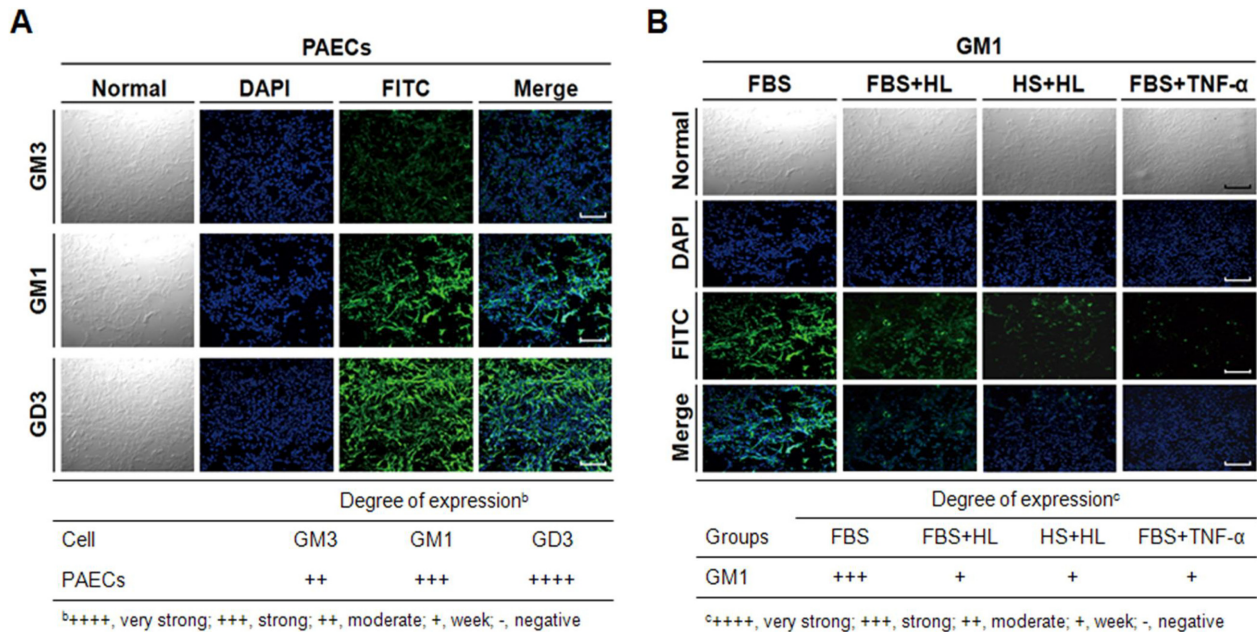 A
PAECs
Normal DAPI FITC Merge
GM3
GM1
GD3
Degree of expressionᵇ
Cell GM3 GM1 GD3
PAECs ++ +++ ++++
ᵇ++++, very strong; +++, strong; ++, moderate; +, week; -, negative
B
GM1
FBS FBS+HL HS+HL FBS+TNF-α
Normal
DAPI
FITC
Merge
Degree of expressionᶜ
Groups FBS FBS+HL HS+HL FBS+TNF-α
GM1 +++ + + +
ᶜ++++, very strong; +++, strong; ++, moderate; +, week; -, negative